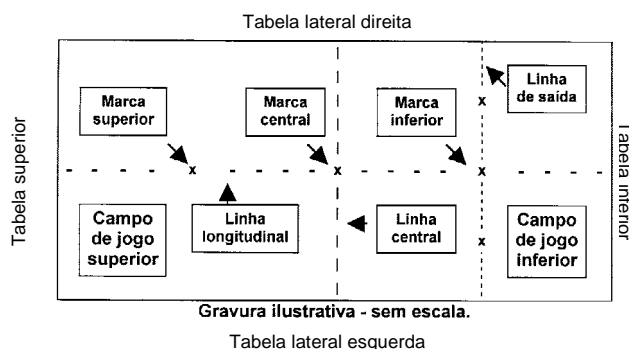 Tabela lateral direita
Linha
de saída
Marca
superior
Marca
central
Marca
inferior
Tabela superior
Tabela inferior
Campo
de jogo
superior
Linha
longitudinal
Linha
central
Campo
de jogo
inferior
Gravura ilustrativa - sem escala.
Tabela lateral esquerda